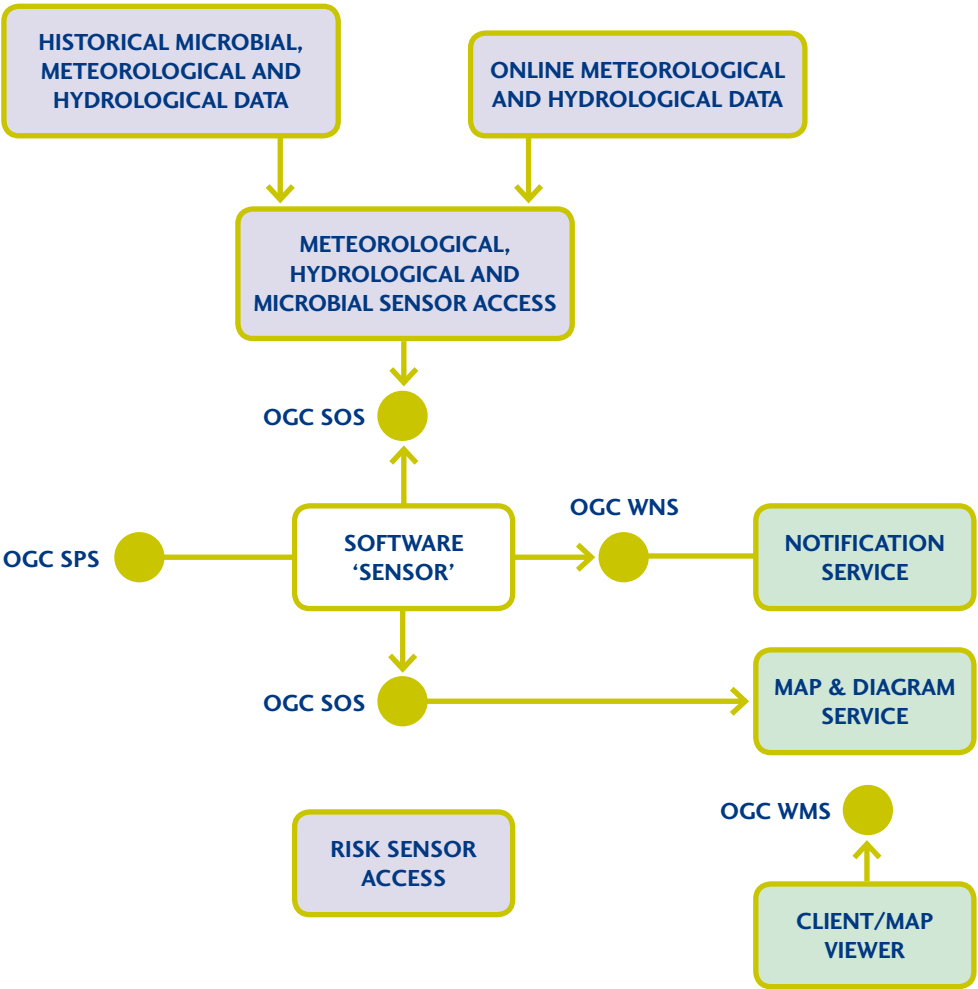 HISTORICAL MICROBIAL,
METEOROLOGICAL AND
HYDROLOGICAL DATA
ONLINE METEOROLOGICAL
AND HYDROLOGICAL DATA
METEOROLOGICAL,
HYDROLOGICAL AND
MICROBIAL SENSOR ACCESS
OGC SOS
OGC SPS
SOFTWARE
‘SENSOR’
OGC WNS
NOTIFICATION
SERVICE
OGC SOS
MAP & DIAGRAM
SERVICE
OGC WMS
RISK SENSOR
ACCESS
CLIENT/MAP
VIEWER